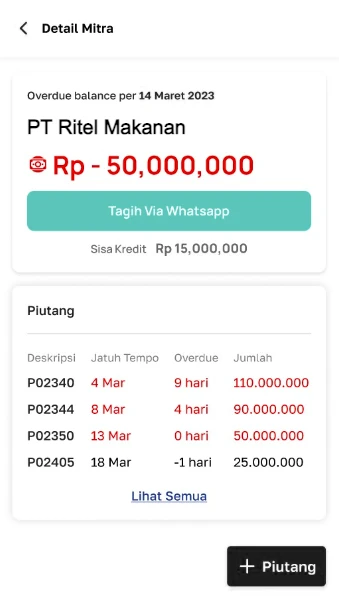 Detail Mitra
Overdue balance per 14 Maret 2023
PT Ritel Makanan
Rp - 50,000,000
Tagih Via Whatsapp
Sisa Kredit Rp 15,000,000
Piutang
Deskripsi Jatuh Tempo Overdue Jumlah
P02340 4 Mar 9 hari 110.000.000
P02344 8 Mar 4 hari 90.000.000
P02350 13 Mar 0 hari 50.000.000
P02405 18 Mar -1 hari 25.000.000
Lihat Semua
+ Piutang